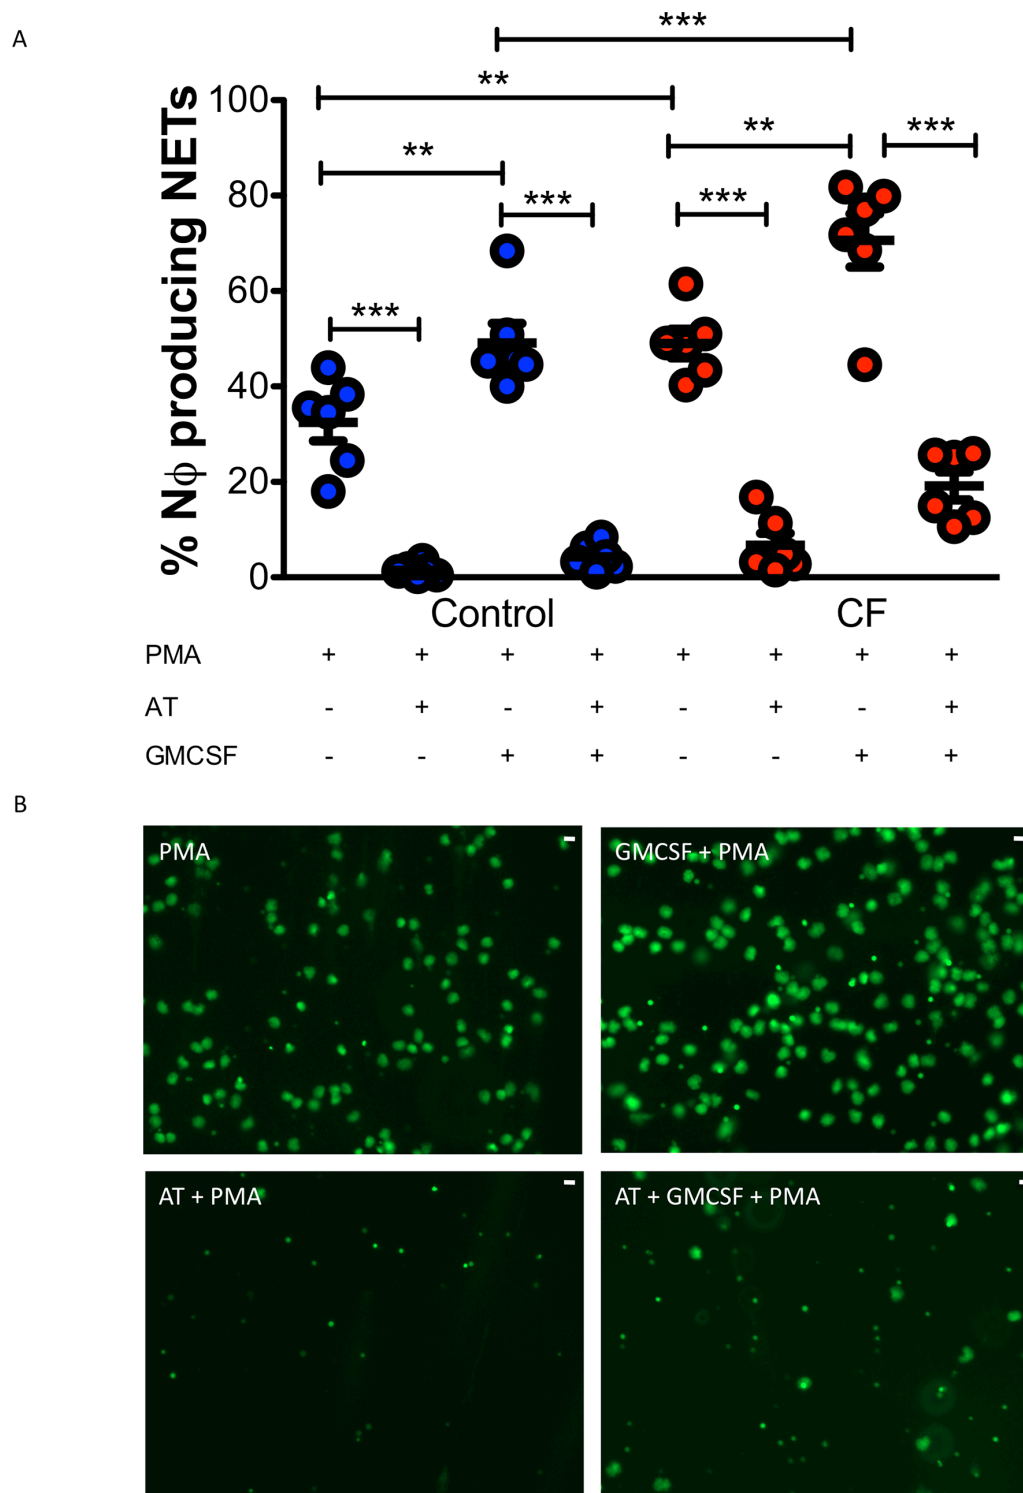 A
***
**
100
**
***
**
80
***
***
60
***
40
20
0
% Nϕ producing NETs
Control CF
PMA + + + + + + + +
AT - + - + - + - +
GMCSF - - + + - - + +
B
PMA
GMCSF + PMA
AT + PMA
AT + GMCSF + PMA